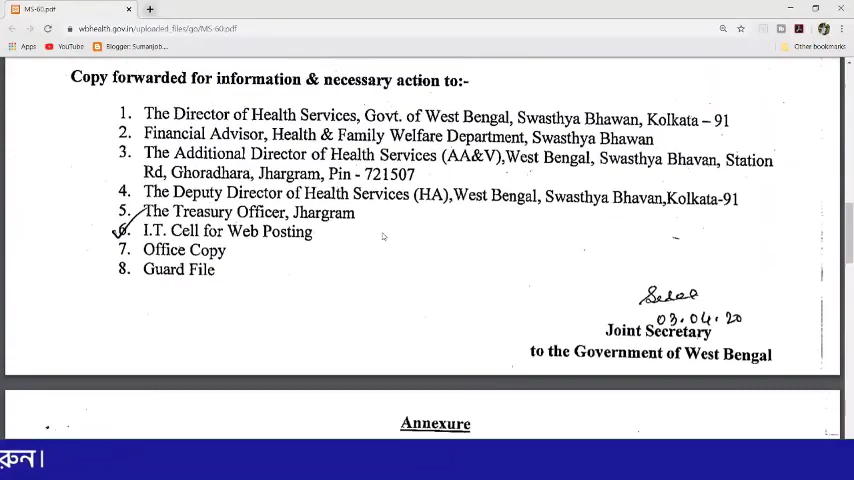 MS-60.pdf
wbhealth.gov.in/uploaded_files/go/MS-60.pdf
Apps YouTube Blogger: Sumanjob.... Other bookmarks
Copy forwarded for information & necessary action to:-
1. The Director of Health Services, Govt. of West Bengal, Swasthya Bhawan, Kolkata – 91
2. Financial Advisor, Health & Family Welfare Department, Swasthya Bhawan
3. The Additional Director of Health Services (AA&V),West Bengal, Swasthya Bhavan, Station
Rd, Ghoradhara, Jhargram, Pin - 721507
4. The Deputy Director of Health Services (HA),West Bengal, Swasthya Bhavan,Kolkata-91
5. The Treasury Officer, Jhargram
6. I.T. Cell for Web Posting
7. Office Copy
8. Guard File
03.04.20
Joint Secretary
to the Government of West Bengal
Annexure
রুন।